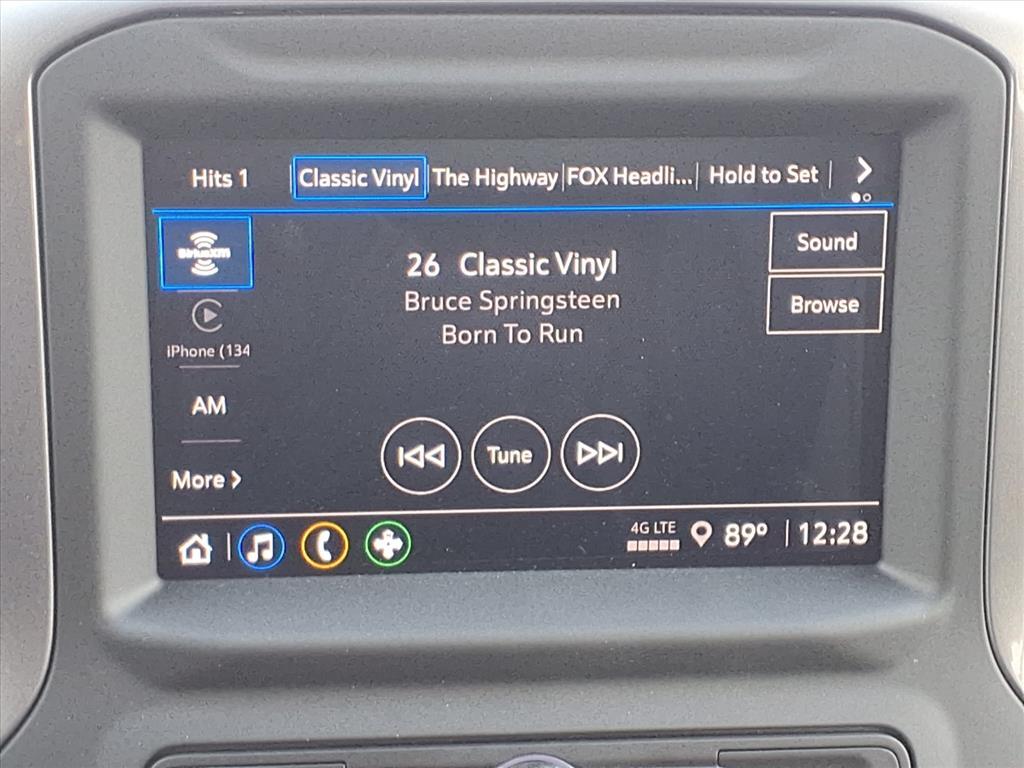 Hits 1 Classic Vinyl The Highway FOX Headli... Hold to Set
SiriusXM
26 Classic Vinyl
Bruce Springsteen
Born To Run
Sound
Browse
iPhone (134
AM
More
Tune
4G LTE
89° 12:28